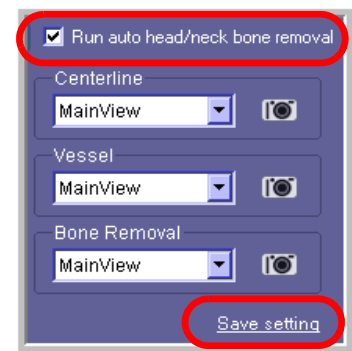 Run auto head/neck bone removal
Centerline
MainView
Vessel
MainView
Bone Removal
MainView
Save setting